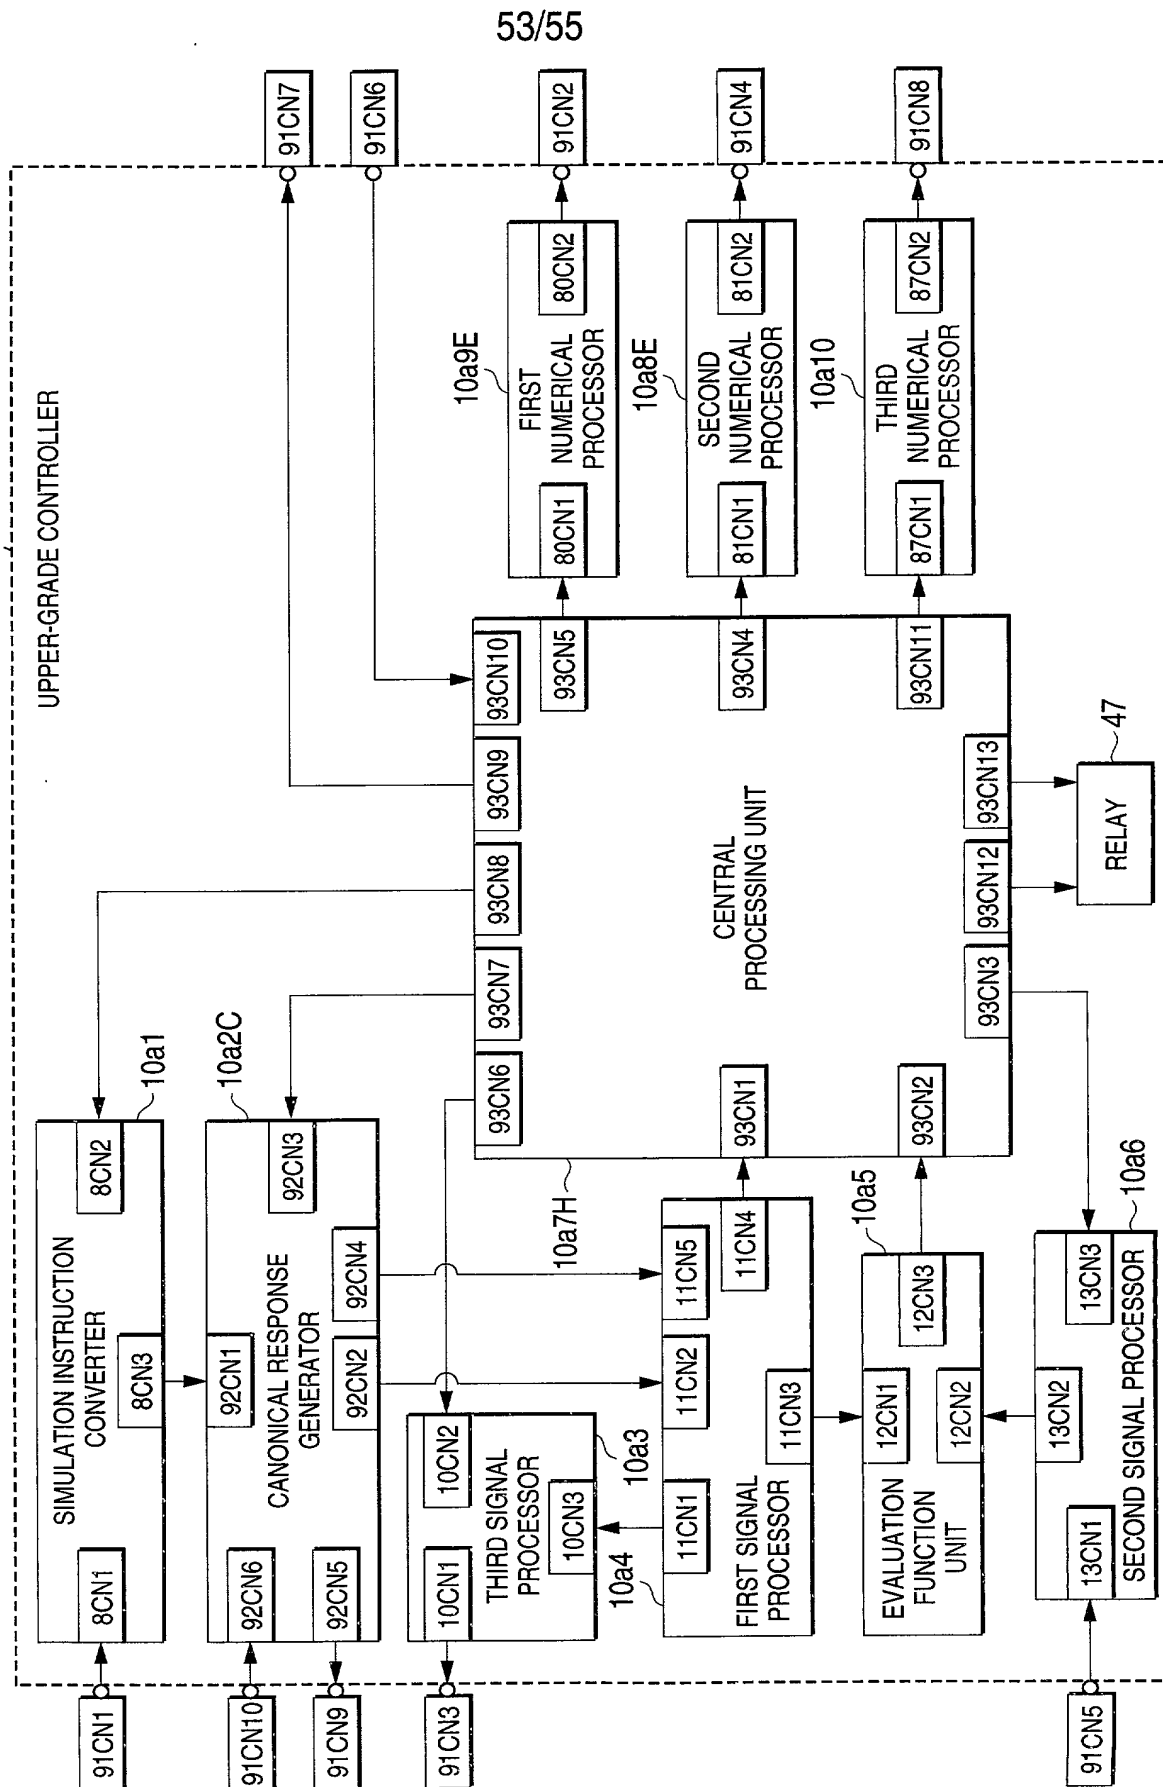 53/55
UPPER-GRADE CONTROLLER
91CN1
91CN10
91CN9
91CN3
91CN5
8CN1
SIMULATION INSTRUCTION
CONVERTER
8CN3
8CN2
10a1
92CN6
92CN5
92CN1
CANONICAL RESPONSE
GENERATOR
92CN2
92CN4
92CN3
10a2C
10CN1
THIRD SIGNAL
PROCESSOR
10CN3
10CN2
10a3
10a4
FIRST SIGNAL
PROCESSOR
11CN1
11CN2
11CN5
11CN3
11CN4
EVALUATION
FUNCTION
UNIT
12CN1
12CN2
12CN3
10a5
13CN1
SECOND SIGNAL PROCESSOR
13CN2
13CN3
10a6
10a7H
93CN6
93CN7
93CN8
93CN9
93CN10
93CN1
93CN2
CENTRAL
PROCESSING UNIT
93CN5
93CN4
93CN11
93CN3
93CN12
93CN13
RELAY
47
80CN1
FIRST
NUMERICAL
PROCESSOR
80CN2
10a9E
81CN1
SECOND
NUMERICAL
PROCESSOR
81CN2
10a8E
87CN1
THIRD
NUMERICAL
PROCESSOR
87CN2
10a10
91CN7
91CN6
91CN2
91CN4
91CN8